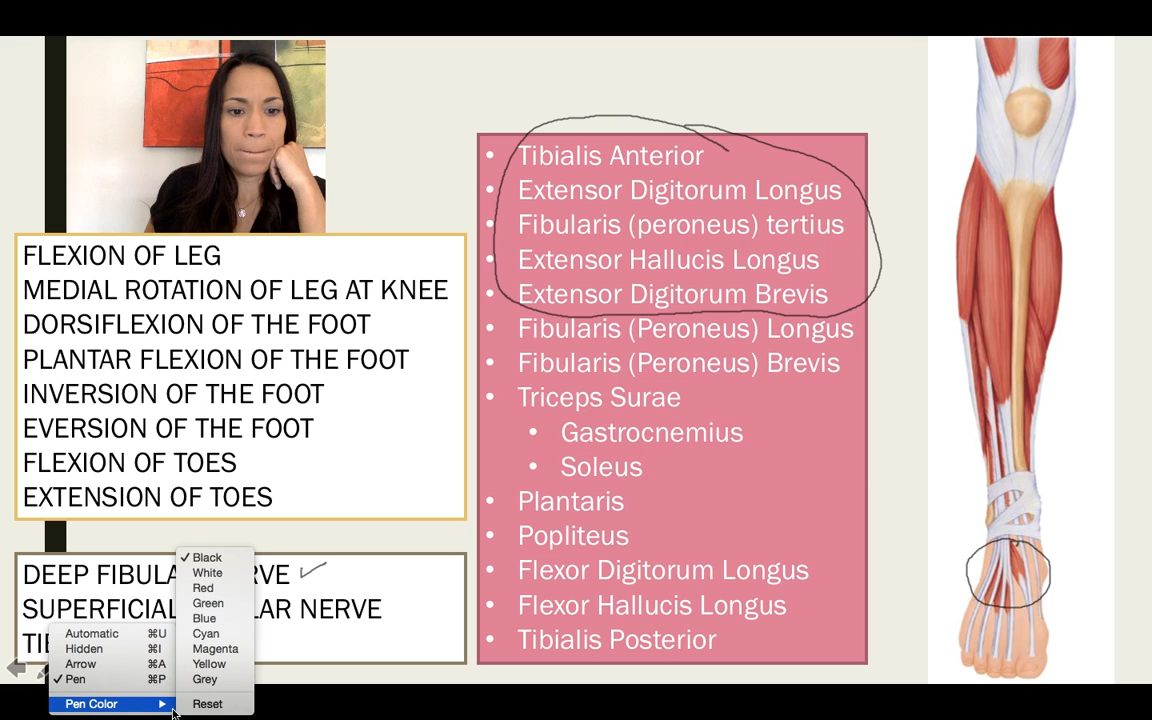 FLEXION OF LEG
MEDIAL ROTATION OF LEG AT KNEE
DORSIFLEXION OF THE FOOT
PLANTAR FLEXION OF THE FOOT
INVERSION OF THE FOOT
EVERSION OF THE FOOT
FLEXION OF TOES
EXTENSION OF TOES
DEEP
SUPERFICIAL NERVE
• Tibialis Anterior
• Extensor Digitorum Longus
• Fibularis (peroneus) tertius
• Extensor Hallucis Longus
• Extensor Digitorum Brevis
• Fibularis (Peroneus) Longus
• Fibularis (Peroneus) Brevis
• Triceps Surae
• Gastrocnemius
• Soleus
• Plantaris
• Popliteus
• Flexor Digitorum Longus
• Flexor Hallucis Longus
• Tibialis Posterior
Automatic ⌘U
Hidden ⌘I
Arrow ⌘A
✓ Pen ⌘P
Pen Color ▶
✓ Black
White
Red
Green
Blue
Cyan
Magenta
Yellow
Grey
Reset